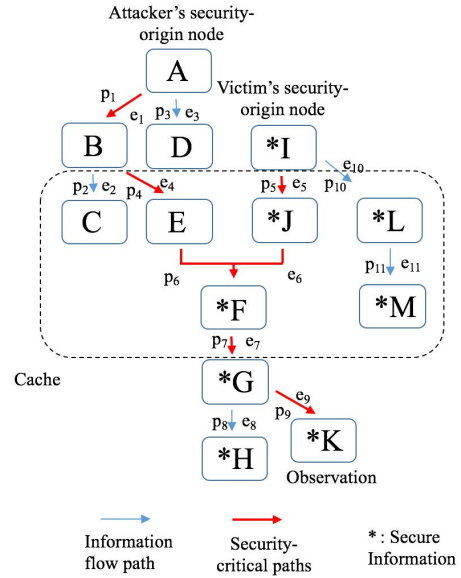 Attacker's security-
origin node
A
Victim's security-
origin node
p1 e1 p3 e3
B D *I
p2 e2 p4 e4 p5 e5 p10 e10
C E *J *L
p6 e6 p11 e11
*F *M
p7 e7
Cache
*G
p8 e8 p9 e9
*H *K
Observation
Information
flow path
Security-
critical paths
* : Secure
Information